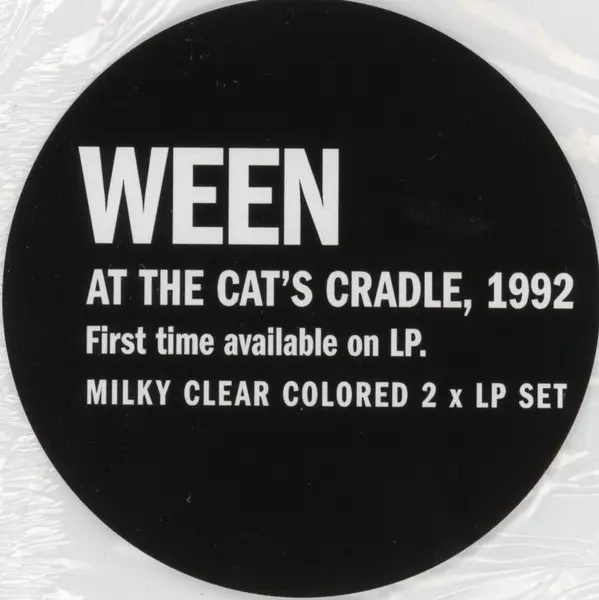 WEEN
AT THE CAT'S CRADLE, 1992
First time available on LP.
MILKY CLEAR COLORED 2 x LP SET